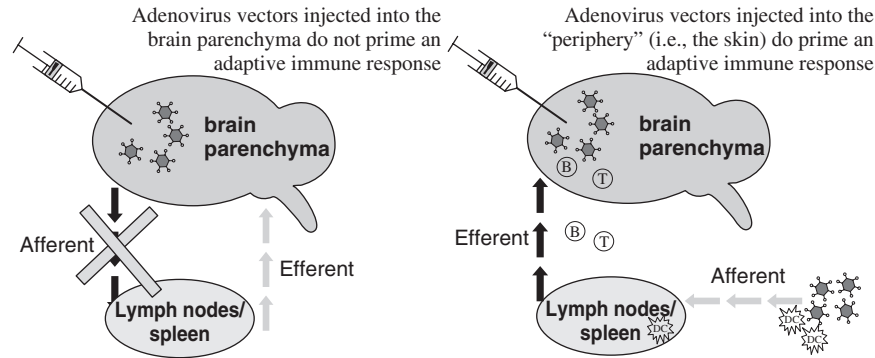 Adenovirus vectors injected into the
brain parenchyma do not prime an
adaptive immune response
brain
parenchyma
Afferent
Efferent
Lymph nodes/
spleen
Adenovirus vectors injected into the
“periphery” (i.e., the skin) do prime an
adaptive immune response
brain
parenchyma
B
T
Efferent
B
T
Afferent
Lymph nodes/
spleen
DC
DC
DC